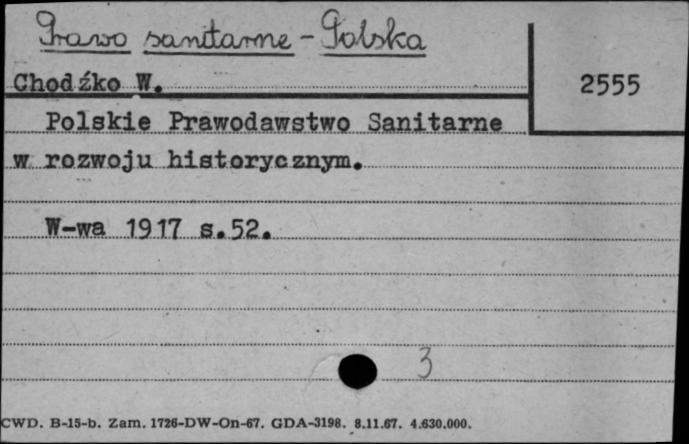 Prawo sanitarne - Polska
Chodźko W.
2555
Polskie Prawodawstwo Sanitarne
w rozwoju historycznym.
W-wa 1917 s.52.
3
CWD. B-15-b. Zam. 1726-DW-On-67. GDA-3198. 8.11.67. 4.630.000.